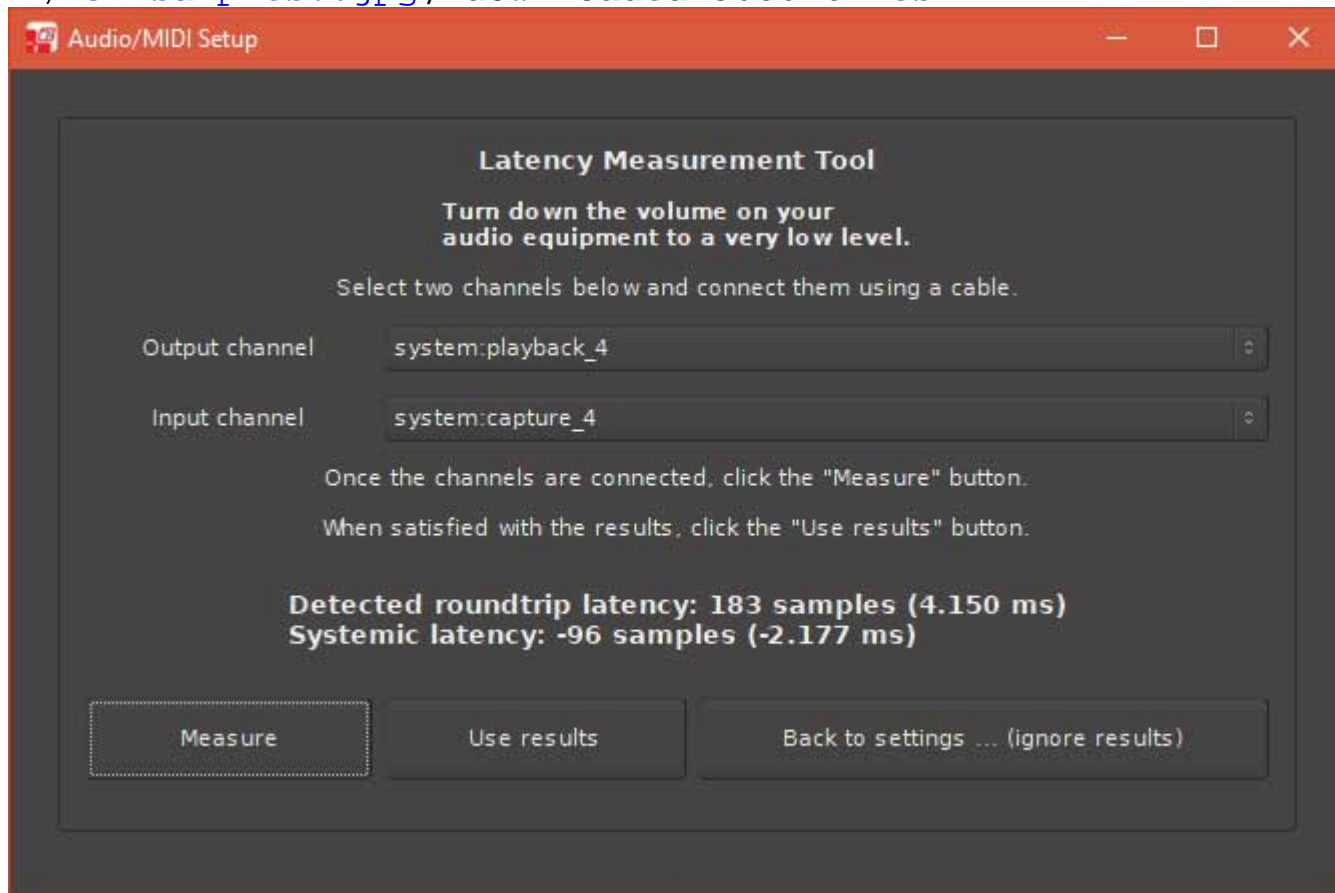 Audio/MIDI Setup
Latency Measurement Tool
Turn down the volume on your
audio equipment to a very low level.
Select two channels below and connect them using a cable.
Output channel system:playback_4
Input channel system:capture_4
Once the channels are connected, click the "Measure" button.
When satisfied with the results, click the "Use results" button.
Detected roundtrip latency: 183 samples (4.150 ms)
Systemic latency: -96 samples (-2.177 ms)
Measure Use results Back to settings ... (ignore results)